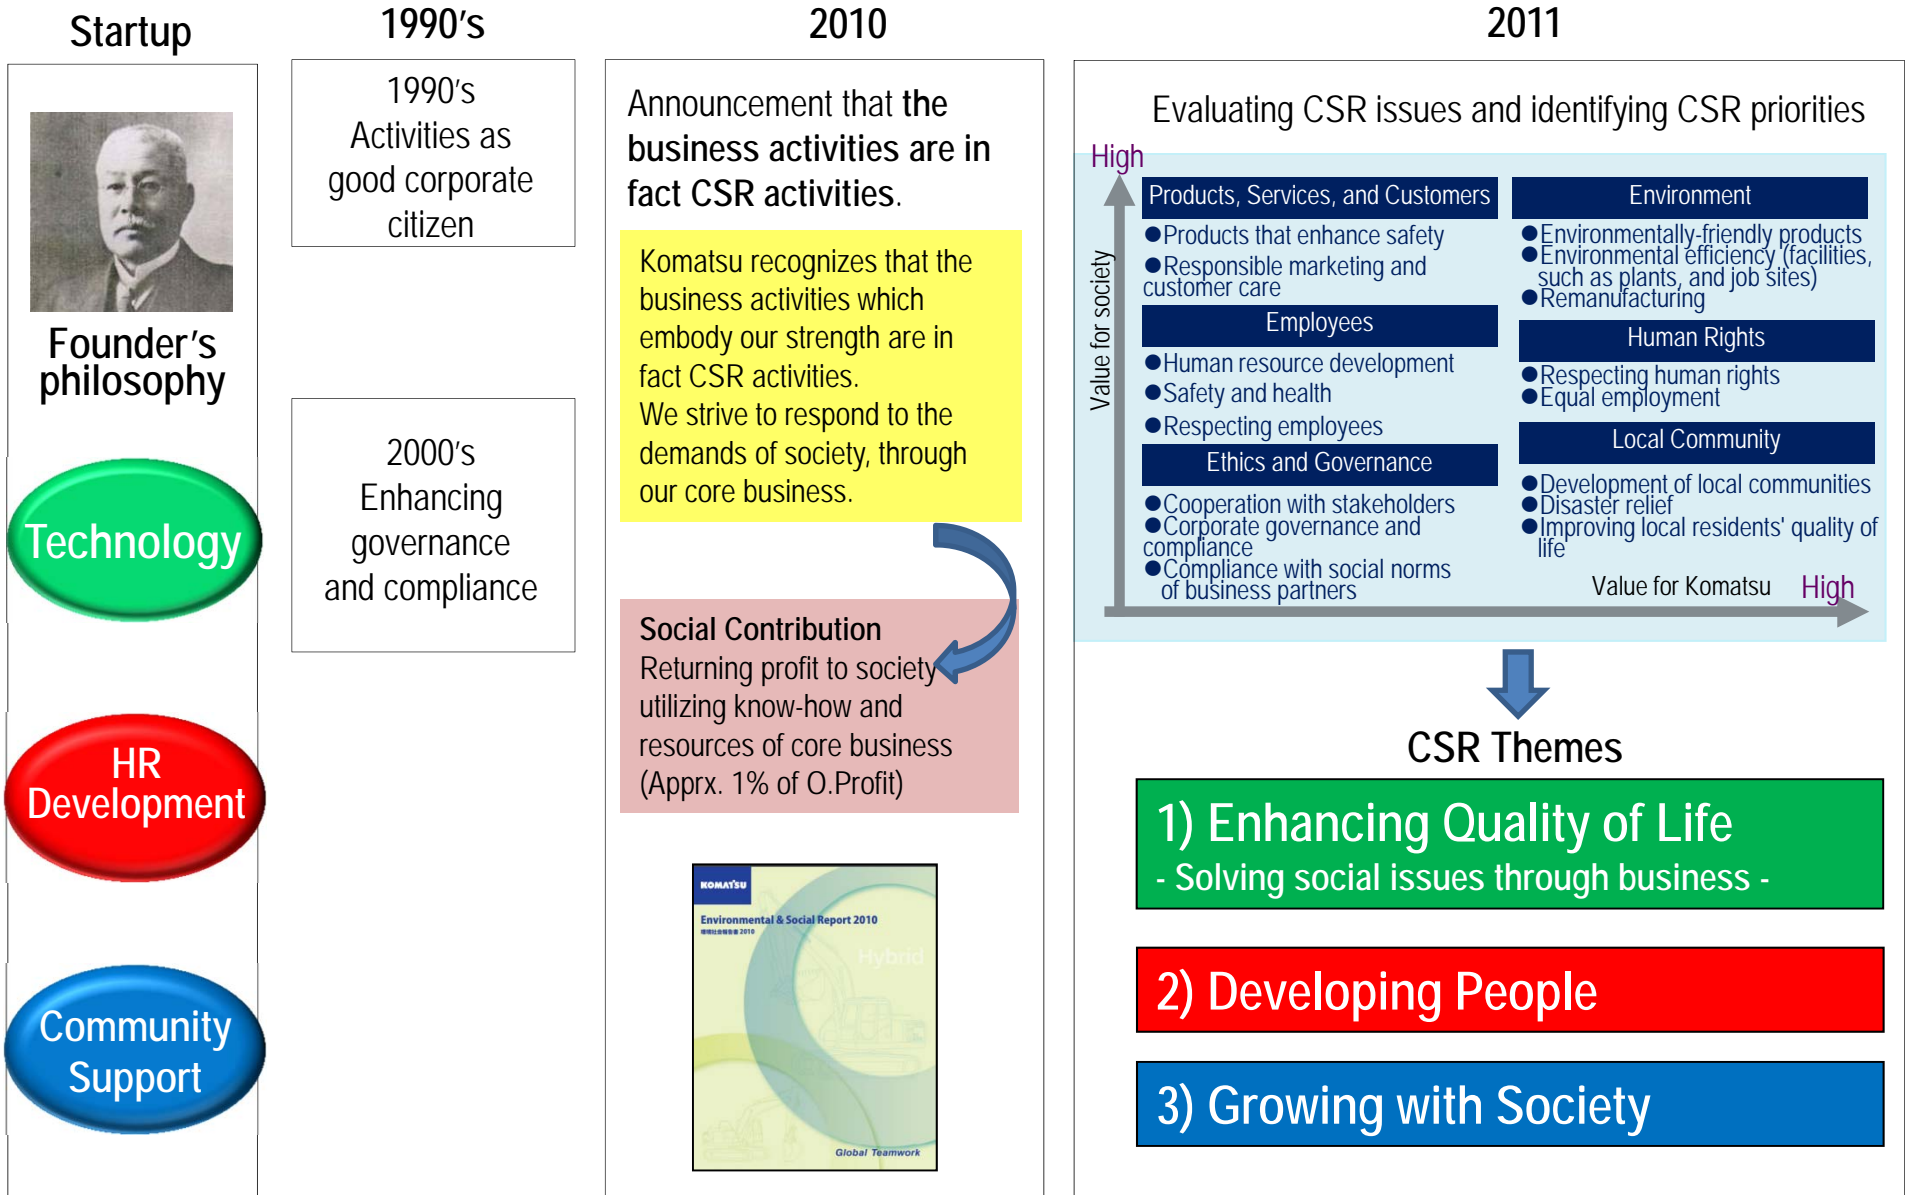 Startup
Founder's
philosophy
Technology
HR
Development
Community
Support
1990's
1990's
Activities as
good corporate
citizen
2000's
Enhancing
governance
and compliance
2010
Announcement that the
business activities are in
fact CSR activities.
Komatsu recognizes that the
business activities which
embody our strength are in
fact CSR activities.
We strive to respond to the
demands of society, through
our core business.
Social Contribution
Returning profit to society
utilizing know-how and
resources of core business
(Apprx. 1% of O.Profit)
KOMATSU
Environmental & Social Report 2010
環境社会報告書 2010
Hybrid
Global Teamwork
2011
Evaluating CSR issues and identifying CSR priorities
High
Value for society
Products, Services, and Customers
●Products that enhance safety
●Responsible marketing and
customer care
Employees
●Human resource development
●Safety and health
●Respecting employees
Ethics and Governance
●Cooperation with stakeholders
●Corporate governance and
compliance
●Compliance with social norms
of business partners
Environment
●Environmentally-friendly products
●Environmental efficiency (facilities,
such as plants, and job sites)
●Remanufacturing
Human Rights
●Respecting human rights
●Equal employment
Local Community
●Development of local communities
●Disaster relief
●Improving local residents' quality of
life
Value for Komatsu High
CSR Themes
1) Enhancing Quality of Life
- Solving social issues through business -
2) Developing People
3) Growing with Society